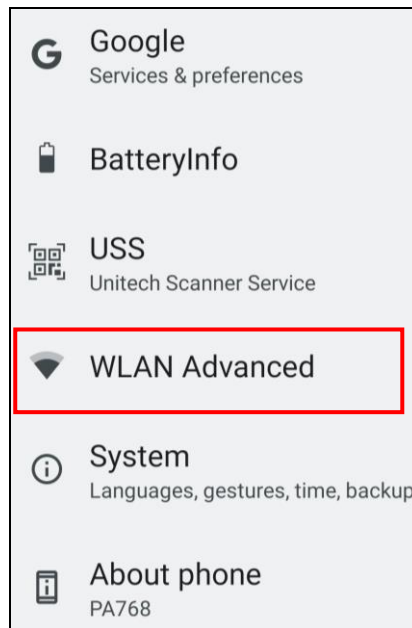 Google
Services & preferences
BatteryInfo
USS
Unitech Scanner Service
WLAN Advanced
System
Languages, gestures, time, backup
About phone
PA768